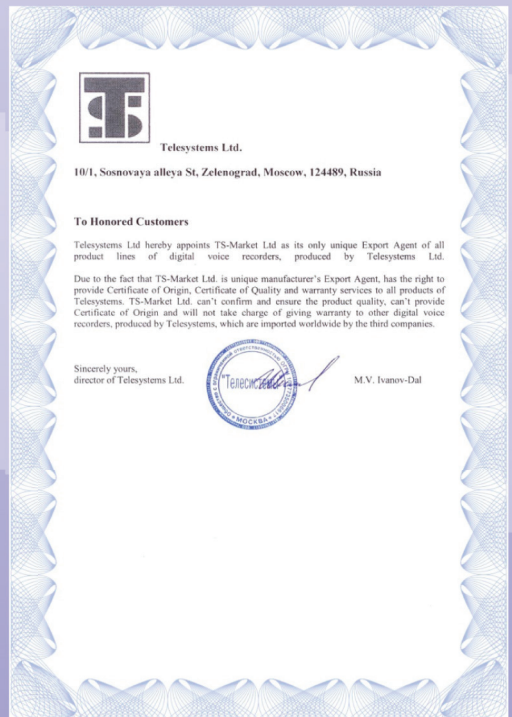 Telesystems Ltd.
10/1, Sosnovaya alleya St, Zelenograd, Moscow, 124489, Russia
To Honored Customers
Telesystems Ltd hereby appoints TS-Market Ltd as its only unique Export Agent of all
product lines of digital voice recorders, produced by Telesystems Ltd.
Due to the fact that TS-Market Ltd. is unique manufacturer's Export Agent, has the right to
provide Certificate of Origin, Certificate of Quality and warranty services to all products of
Telesystems. TS-Market Ltd. can't confirm and ensure the product quality, can't provide
Certificate of Origin and will not take charge of giving warranty to other digital voice
recorders, produced by Telesystems, which are imported worldwide by the third companies.
Sincerely yours,
director of Telesystems Ltd.
"Телесистемы"
МОСКВА
M.V. Ivanov-Dal